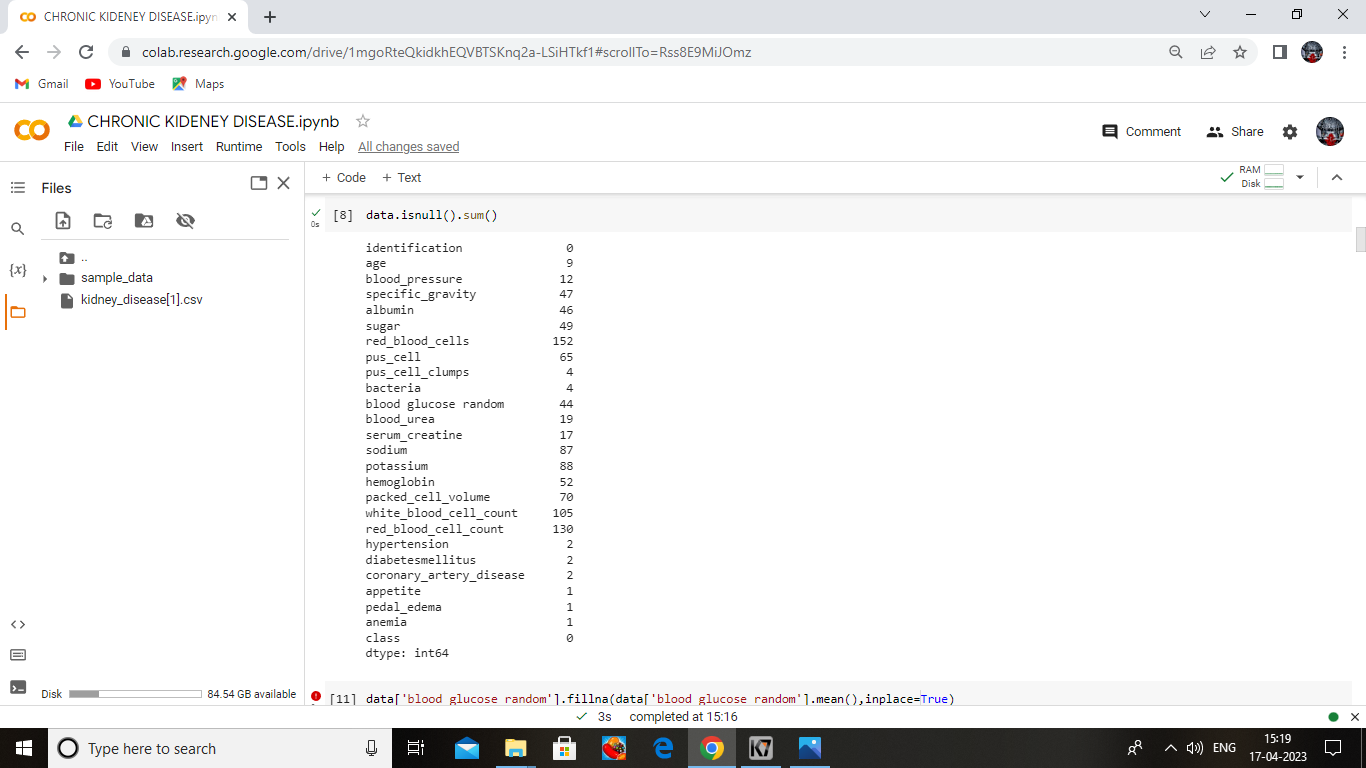 CHRONIC KIDENEY DISEASE.ipyn
colab.research.google.com/drive/1mgoRteQkidkhEQVBTSKnq2a-LSiHTkf1#scrollTo=Rss8E9MiJOmz
Gmail YouTube Maps
CHRONIC KIDENEY DISEASE.ipynb
Comment Share
File Edit View Insert Runtime Tools Help All changes saved
Files
+ Code + Text
RAM
Disk
[8] data.isnull().sum()
0s
{x}
..
sample_data
kidney_disease[1].csv
identification 0
age 9
blood_pressure 12
specific_gravity 47
albumin 46
sugar 49
red_blood_cells 152
pus_cell 65
pus_cell_clumps 4
bacteria 4
blood glucose random 44
blood_urea 19
serum_creatine 17
sodium 87
potassium 88
hemoglobin 52
packed_cell_volume 70
white_blood_cell_count 105
red_blood_cell_count 130
hypertension 2
diabetesmellitus 2
coronary_artery_disease 2
appetite 1
pedal_edema 1
anemia 1
class 0
dtype: int64
Disk 84.54 GB available
[11] data['blood glucose random'].fillna(data['blood glucose random'].mean(),inplace=True)
3s completed at 15:16
Type here to search
K7
ENG
15:19
17-04-2023